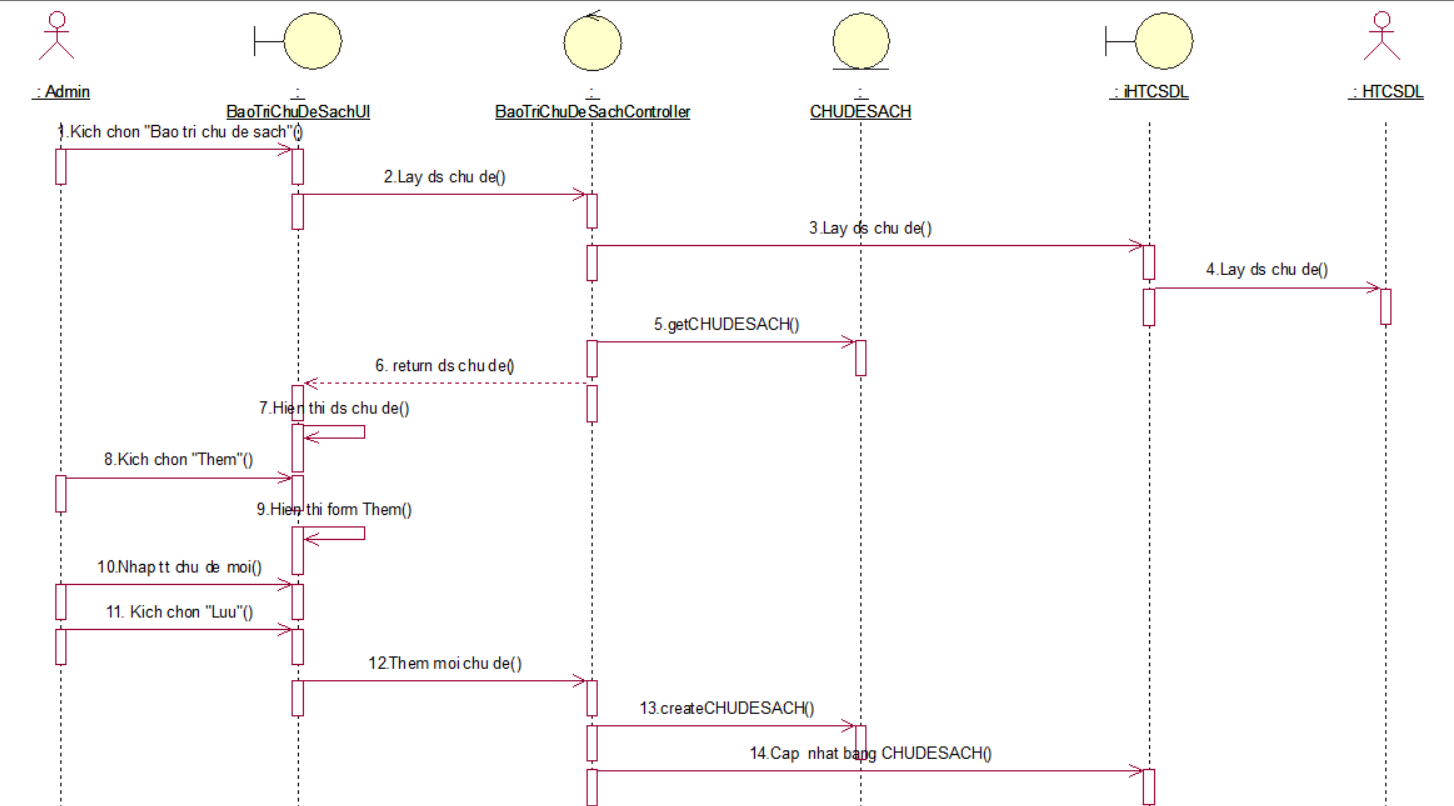 : Admin
:
BaoTriChuDeSachUI
:
BaoTriChuDeSachController
:
CHUDESACH
: iHTCSDL
: HTCSDL
1.Kich chon "Bao tri chu de sach"()
2.Lay ds chu de()
3.Lay ds chu de()
4.Lay ds chu de()
5.getCHUDESACH()
6. return ds chu de()
7.Hien thi ds chu de()
8.Kich chon "Them"()
9.Hien thi form Them()
10.Nhap tt chu de moi()
11. Kich chon "Luu"()
12.Them moi chu de()
13.createCHUDESACH()
14.Cap nhat bang CHUDESACH()